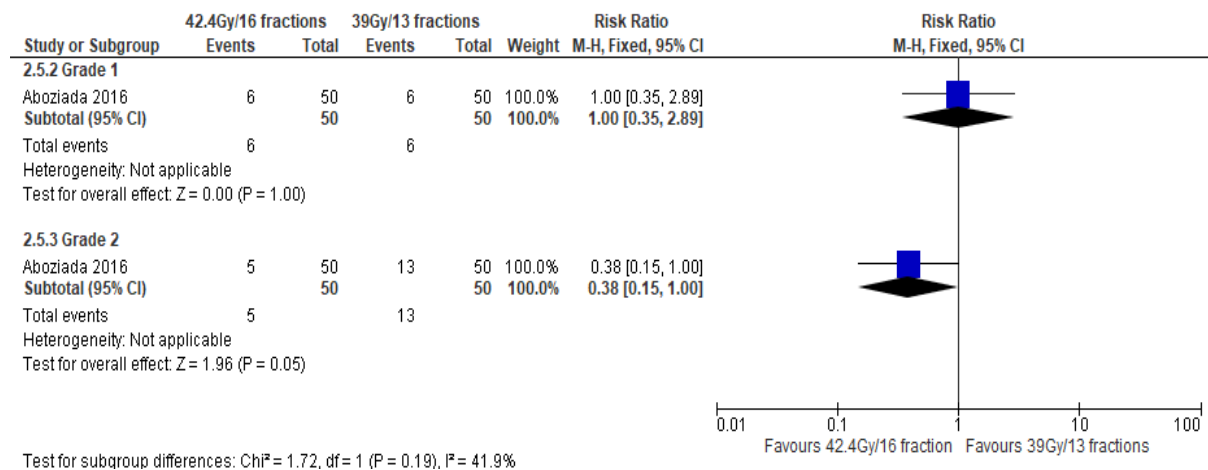 42.4Gy/16 fractions 39Gy/13 fractions Risk Ratio Risk Ratio
Study or Subgroup Events Total Events Total Weight M-H, Fixed, 95% CI M-H, Fixed, 95% CI
2.5.2 Grade 1
Aboziada 2016 6 50 6 50 100.0% 1.00 [0.35, 2.89]
Subtotal (95% CI) 50 50 100.0% 1.00 [0.35, 2.89]
Total events 6 6
Heterogeneity: Not applicable
Test for overall effect: Z = 0.00 (P = 1.00)
2.5.3 Grade 2
Aboziada 2016 5 50 13 50 100.0% 0.38 [0.15, 1.00]
Subtotal (95% CI) 50 50 100.0% 0.38 [0.15, 1.00]
Total events 5 13
Heterogeneity: Not applicable
Test for overall effect: Z = 1.96 (P = 0.05)
0.01 0.1 1 10 100
Favours 42.4Gy/16 fraction Favours 39Gy/13 fractions
Test for subgroup differences: Chi² = 1.72, df = 1 (P = 0.19), I² = 41.9%